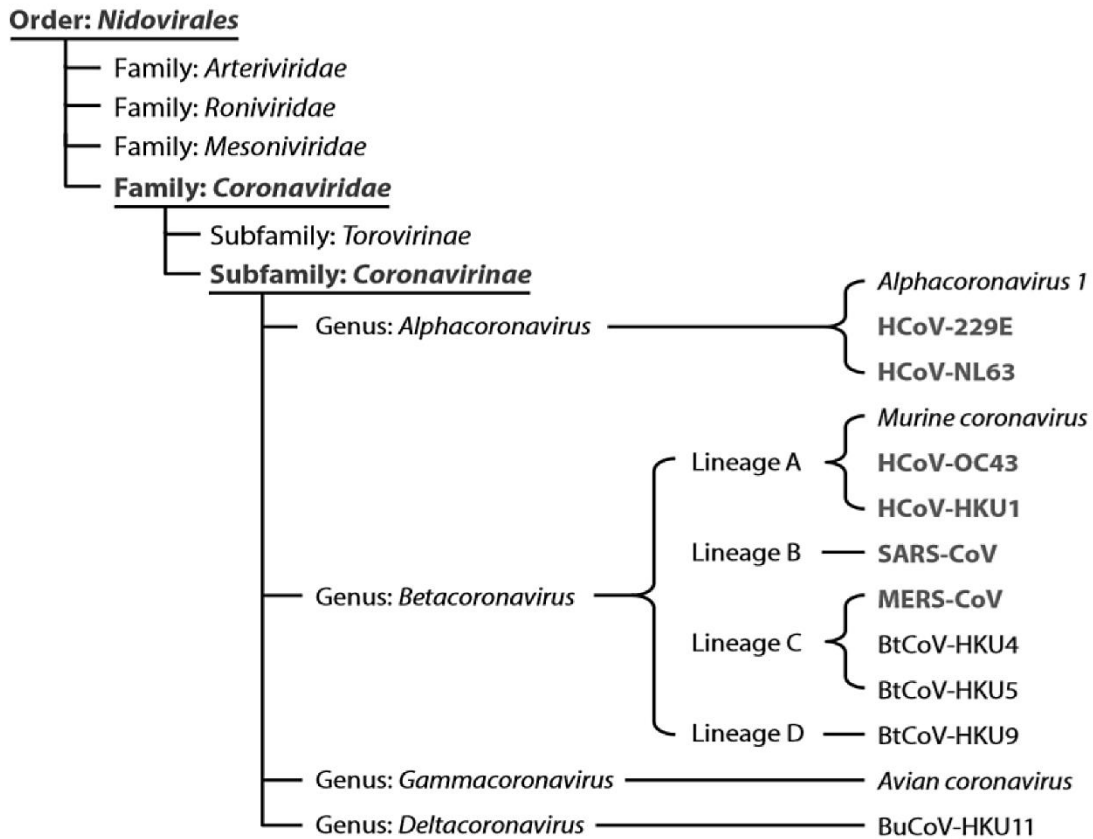 Order: Nidovirales
Family: Arteriviridae
Family: Roniviridae
Family: Mesoniviridae
Family: Coronaviridae
Subfamily: Torovirinae
Subfamily: Coronavirinae
Genus: Alphacoronavirus
Alphacoronavirus 1
HCoV-229E
HCoV-NL63
Genus: Betacoronavirus
Lineage A
Murine coronavirus
HCoV-OC43
HCoV-HKU1
Lineage B
SARS-CoV
Lineage C
MERS-CoV
BtCoV-HKU4
BtCoV-HKU5
Lineage D
BtCoV-HKU9
Genus: Gammacoronavirus
Avian coronavirus
Genus: Deltacoronavirus
BuCoV-HKU11